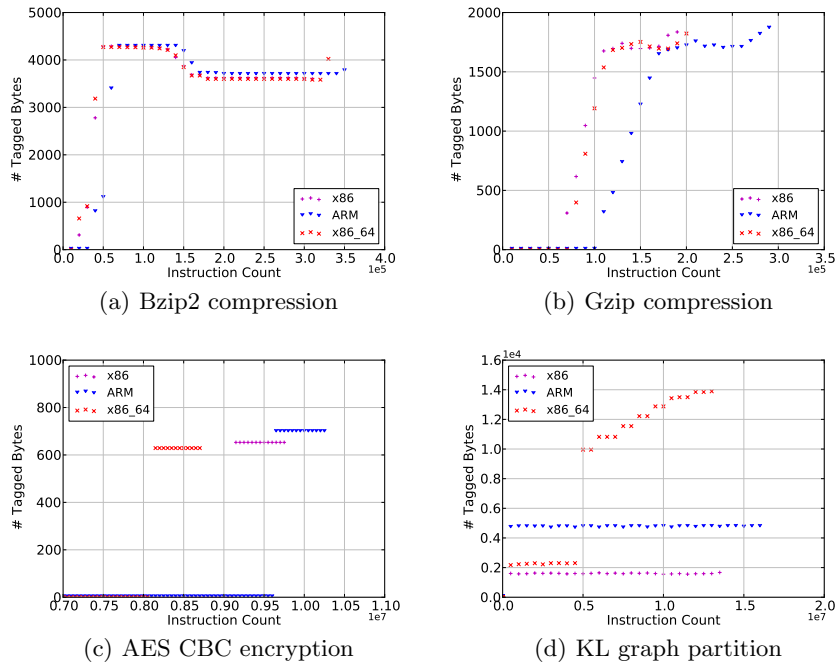 5000
4000
3000
2000
1000
0
# Tagged Bytes
0.0 0.5 1.0 1.5 2.0 2.5 3.0 3.5 4.0
1e5
Instruction Count
x86
ARM
x86_64
(a) Bzip2 compression
2000
1500
1000
500
0
# Tagged Bytes
0.0 0.5 1.0 1.5 2.0 2.5 3.0 3.5
1e5
Instruction Count
x86
ARM
x86_64
(b) Gzip compression
1000
800
600
400
200
0
# Tagged Bytes
0.70 0.75 0.80 0.85 0.90 0.95 1.00 1.05 1.10
1e7
Instruction Count
x86
ARM
x86_64
(c) AES CBC encryption
1e4
1.6
1.4
1.2
1.0
0.8
0.6
0.4
0.2
0.0
# Tagged Bytes
0.0 0.5 1.0 1.5 2.0
1e7
Instruction Count
x86
ARM
x86_64
(d) KL graph partition